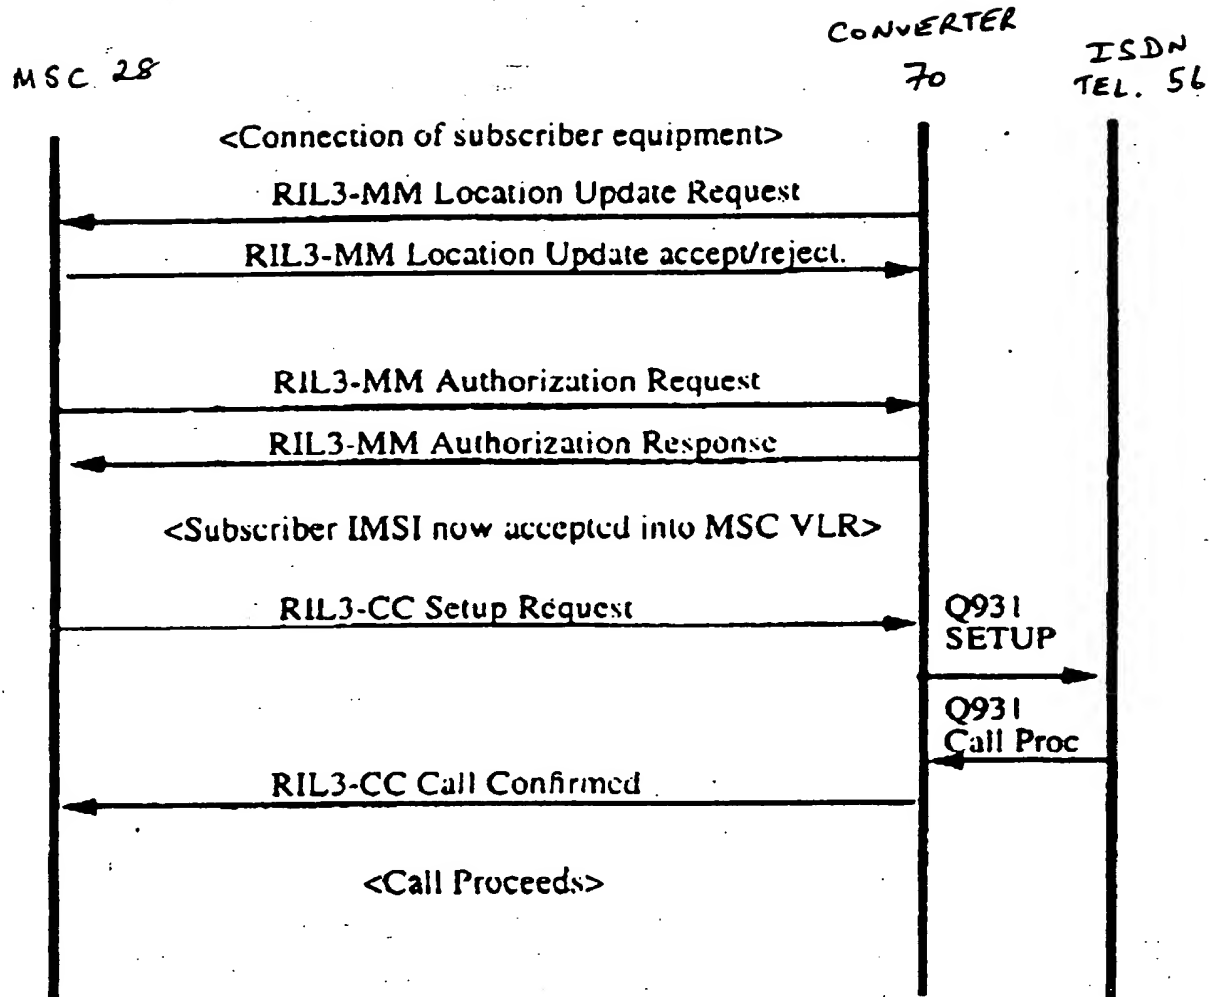 CONVERTER
70
ISDN
TEL. 56
MSC 28
<Connection of subscriber equipment>
RIL3-MM Location Update Request
RIL3-MM Location Update accept/reject.
RIL3-MM Authorization Request
RIL3-MM Authorization Response
<Subscriber IMSI now accepted into MSC VLR>
RIL3-CC Setup Request
Q931
SETUP
Q931
Call Proc
RIL3-CC Call Confirmed
<Call Proceeds>